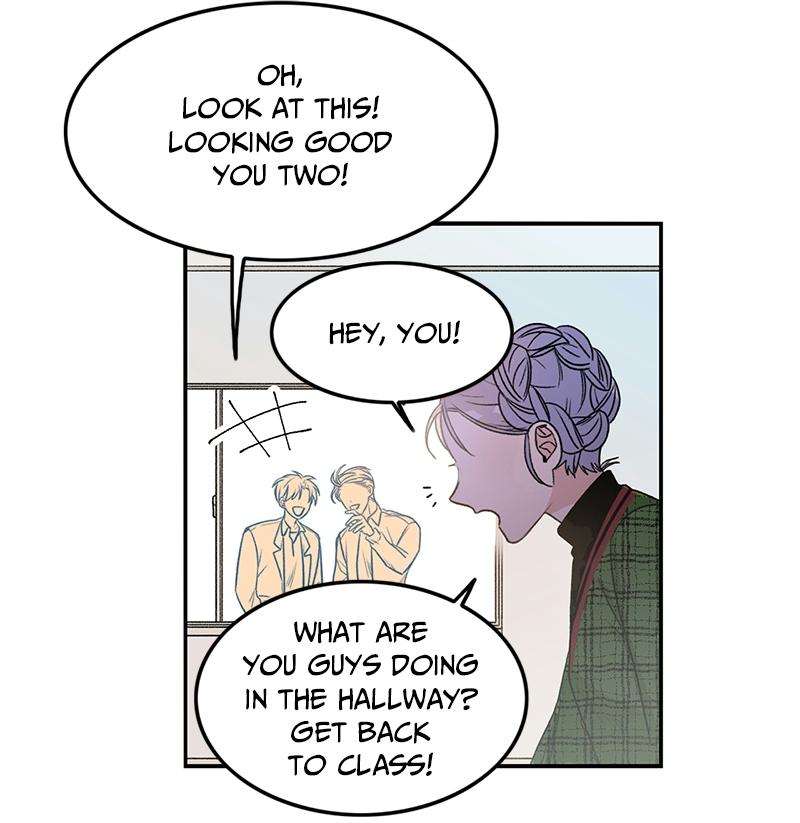 OH,
LOOK AT THIS!
LOOKING GOOD
YOU TWO!
HEY, YOU!
WHAT ARE
YOU GUYS DOING
IN THE HALLWAY?
GET BACK
TO CLASS!